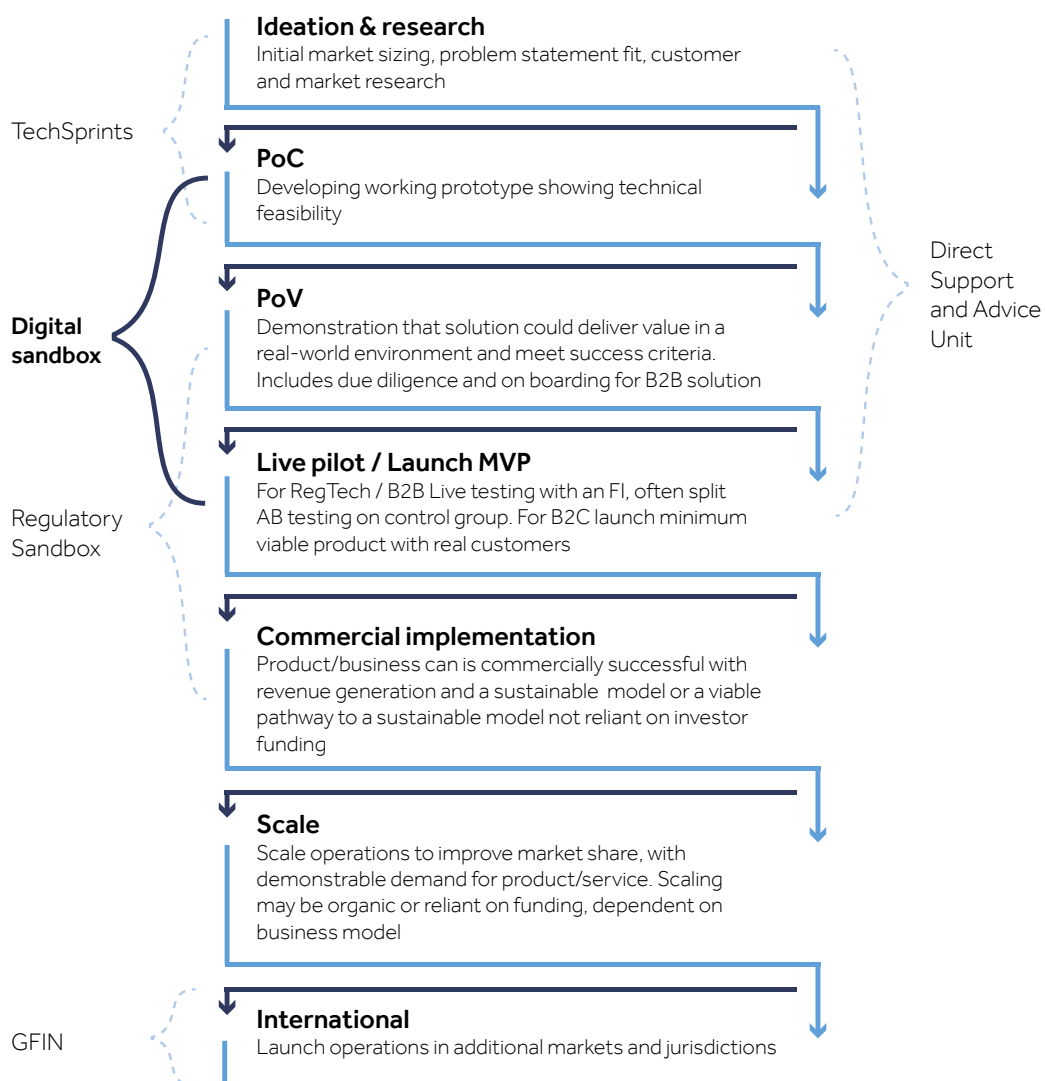 Ideation & research
Initial market sizing, problem statement fit, customer
and market research
TechSprints
PoC
Developing working prototype showing technical
feasibility
Direct
Support
and Advice
Unit
PoV
Demonstration that solution could deliver value in a
real-world environment and meet success criteria.
Includes due diligence and on boarding for B2B solution
Digital
sandbox
Live pilot / Launch MVP
For RegTech / B2B Live testing with an FI, often split
AB testing on control group. For B2C launch minimum
viable product with real customers
Regulatory
Sandbox
Commercial implementation
Product/business can is commercially successful with
revenue generation and a sustainable model or a viable
pathway to a sustainable model not reliant on investor
funding
Scale
Scale operations to improve market share, with
demonstrable demand for product/service. Scaling
may be organic or reliant on funding, dependent on
business model
International
Launch operations in additional markets and jurisdictions
GFIN